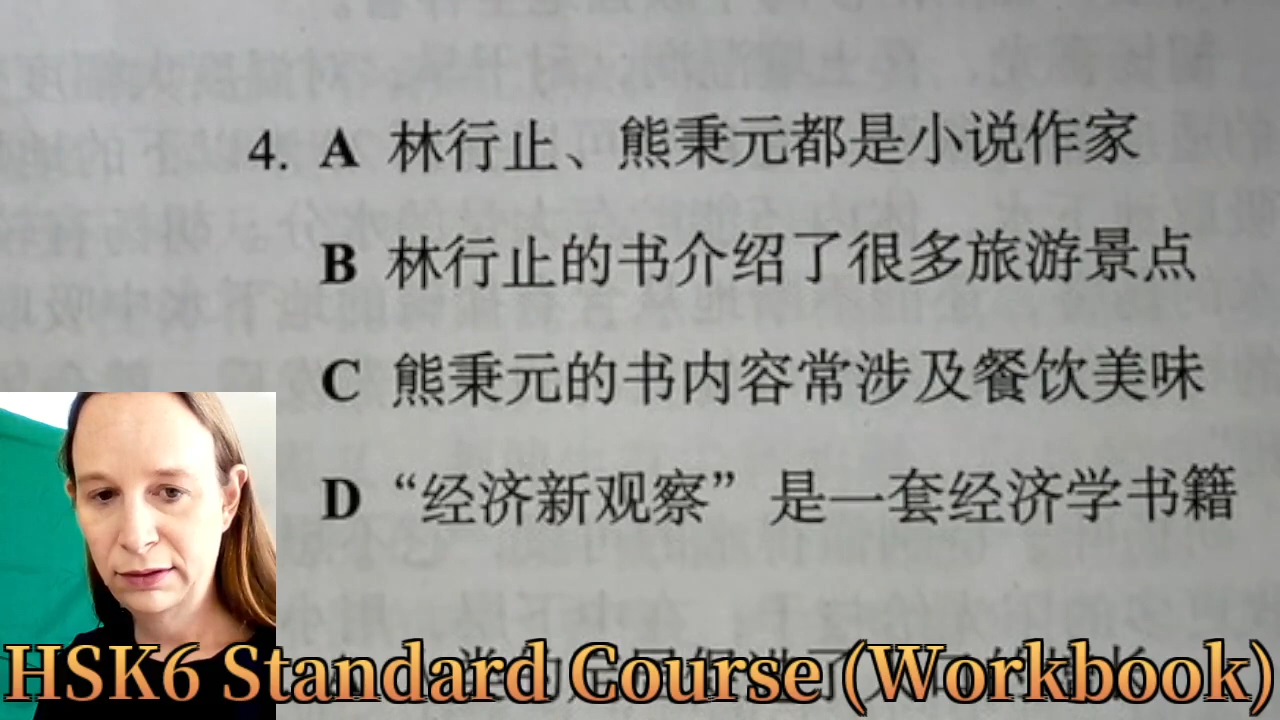 4. A 林行止、熊秉元都是小说作家
B 林行止的书介绍了很多旅游景点
C 熊秉元的书内容常涉及餐饮美味
D “经济新观察”是一套经济学书籍
HSK6 Standard Course (Workbook)